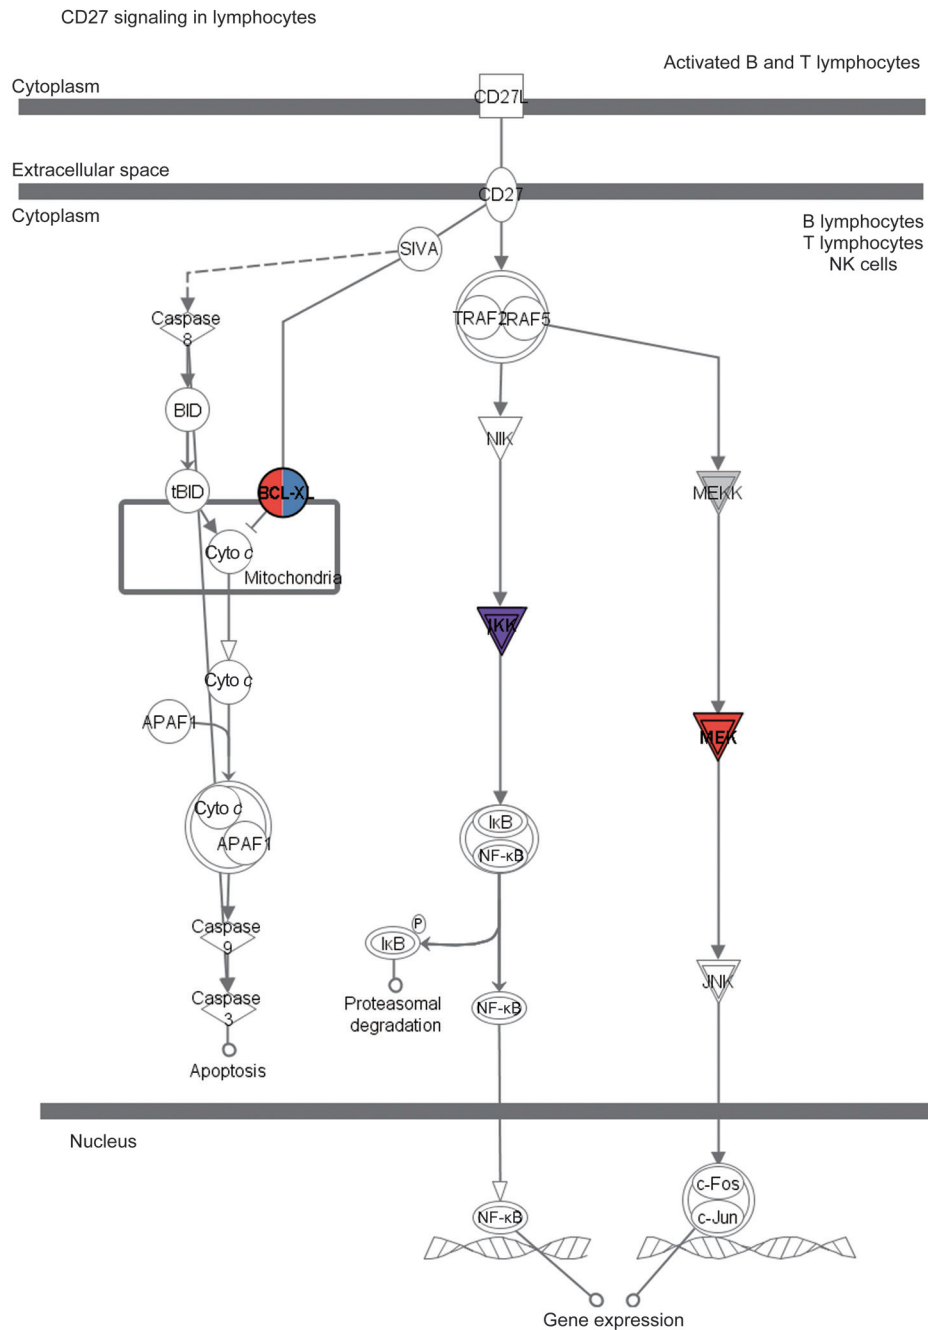 CD27 signaling in lymphocytes
Activated B and T lymphocytes
Cytoplasm
CD27L
Extracellular space
CD27
Cytoplasm
B lymphocytes
T lymphocytes
NK cells
SIVA
Caspase
8
TRAF2
RAF5
BID
NIK
tBID
BCL-XL
MEKK
Cyto c
Mitochondria
IKK
Cyto c
APAF1
MEK
Cyto c
APAF1
IκB
NF-κB
Caspase
9
P
IκB
JNK
Caspase
3
Proteasomal
degradation
NF-κB
Apoptosis
Nucleus
c-Fos
c-Jun
NF-κB
Gene expression